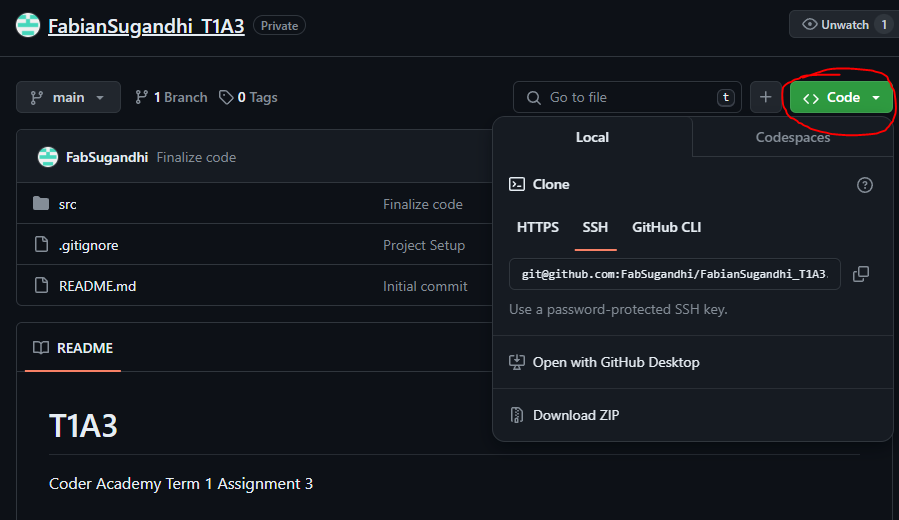 FabianSugandhi_T1A3 Private Unwatch 1
main 1 Branch 0 Tags Go to file t Code
Local Codespaces
FabSugandhi Finalize code
Clone
src Finalize code
HTTPS SSH GitHub CLI
.gitignore Project Setup
git@github.com:FabSugandhi/FabianSugandhi_T1A3.
README.md Initial commit
Use a password-protected SSH key.
README
Open with GitHub Desktop
Download ZIP
T1A3
Coder Academy Term 1 Assignment 3